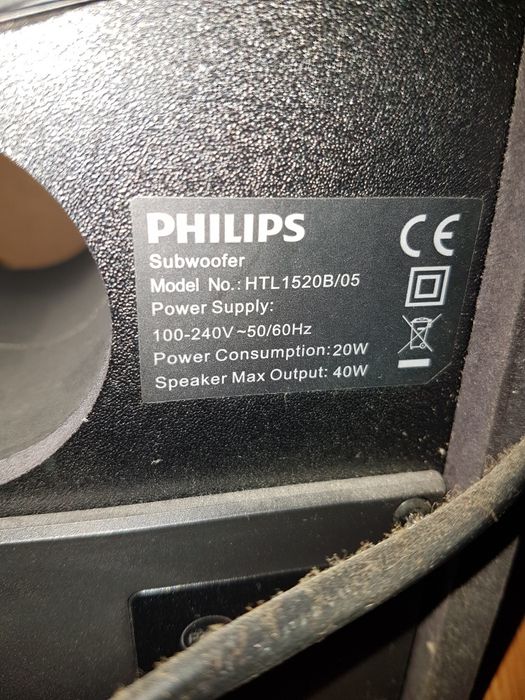 PHILIPS
Subwoofer
Model No.: HTL1520B/05
Power Supply:
100-240V ~50/60Hz
Power Consumption: 20W
Speaker Max Output: 40W
CE